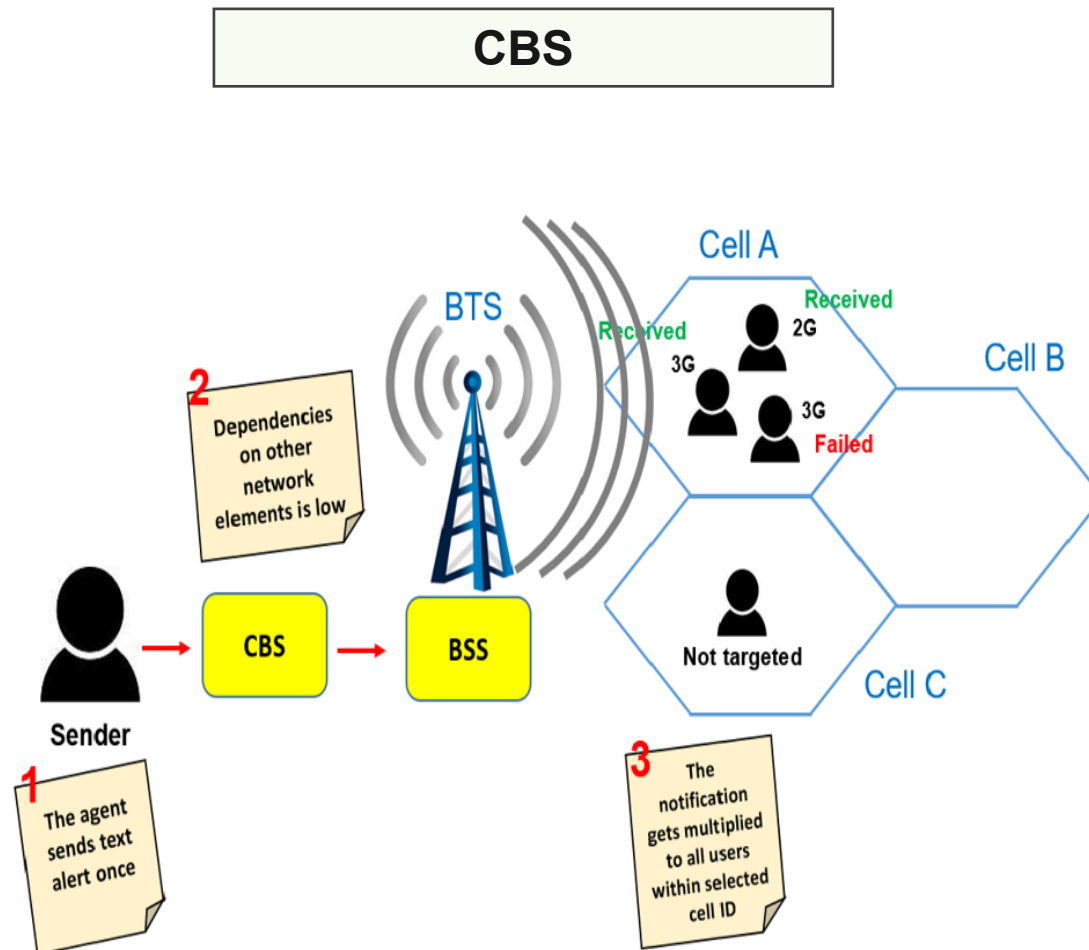 CBS
Cell A
Received
BTS
Received
2G
3G
Cell B
3G
Failed
2
Dependencies
on other
network
elements is low
CBS
BSS
Not targeted
Cell C
Sender
1
The agent
sends text
alert once
3
The
notification
gets multiplied
to all users
within selected
cell ID